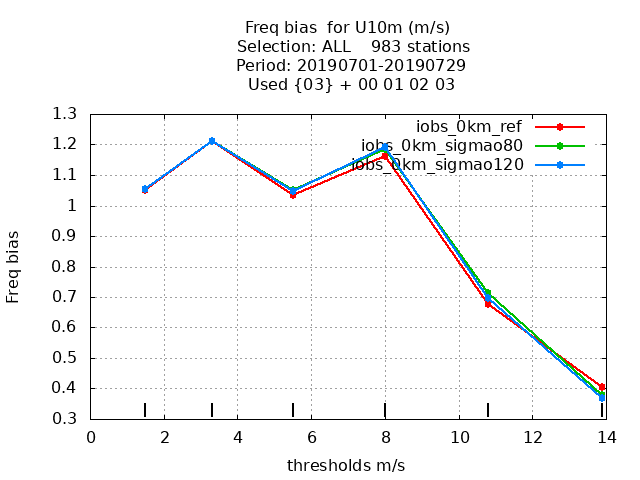 Freq bias  for U10m (m/s)
Selection: ALL    983 stations
Period: 20190701-20190729
Used {03} + 00 01 02 03
iobs_0km_ref
iobs_0km_sigmao80
iobs_0km_sigmao120
1.3
1.2
1.1
1
0.9
0.8
0.7
0.6
0.5
0.4
0.3
Freq bias
0 2 4 6 8 10 12 14
thresholds m/s